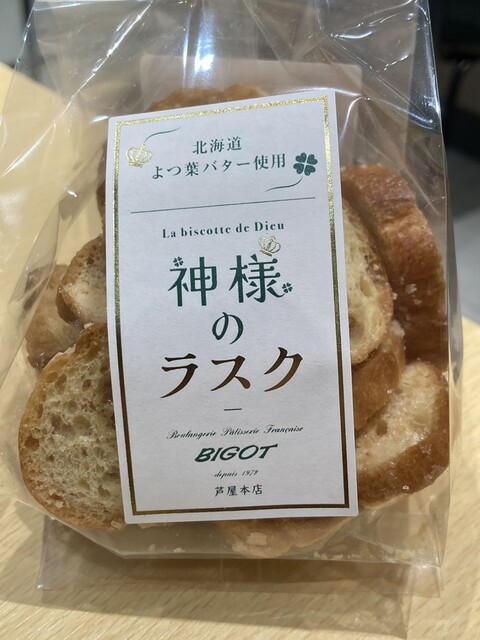 北海道
よつ葉バター使用
La biscotte de Dieu
神様
の
ラスク
Boulangerie Pâtisserie Française
BIGOT
depuis 1972
芦屋本店